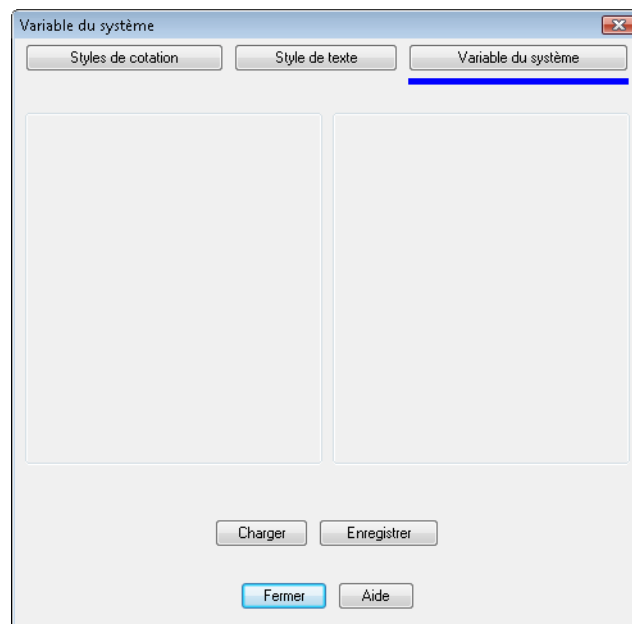 Variable du système
Styles de cotation Style de texte Variable du système
Charger Enregistrer
Fermer Aide